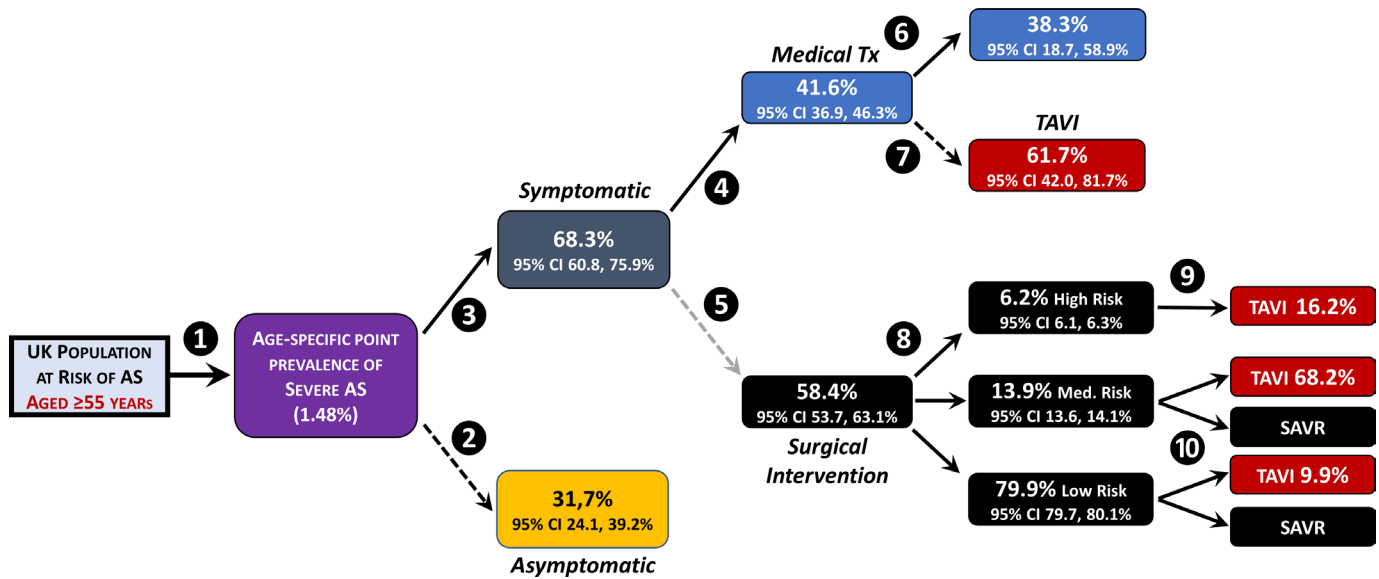 UK Population
at Risk of AS
Aged ≥55 years
1
Age-specific point
prevalence of
Severe AS
(1.48%)
3
2
Symptomatic
68.3%
95% CI 60.8, 75.9%
31,7%
95% CI 24.1, 39.2%
Asymptomatic
4
5
Medical Tx
41.6%
95% CI 36.9, 46.3%
6
38.3%
95% CI 18.7, 58.9%
7
TAVI
61.7%
95% CI 42.0, 81.7%
58.4%
95% CI 53.7, 63.1%
Surgical
Intervention
8
6.2% High Risk
95% CI 6.1, 6.3%
9
TAVI 16.2%
13.9% Med. Risk
95% CI 13.6, 14.1%
TAVI 68.2%
SAVR
79.9% Low Risk
95% CI 79.7, 80.1%
10
TAVI 9.9%
SAVR